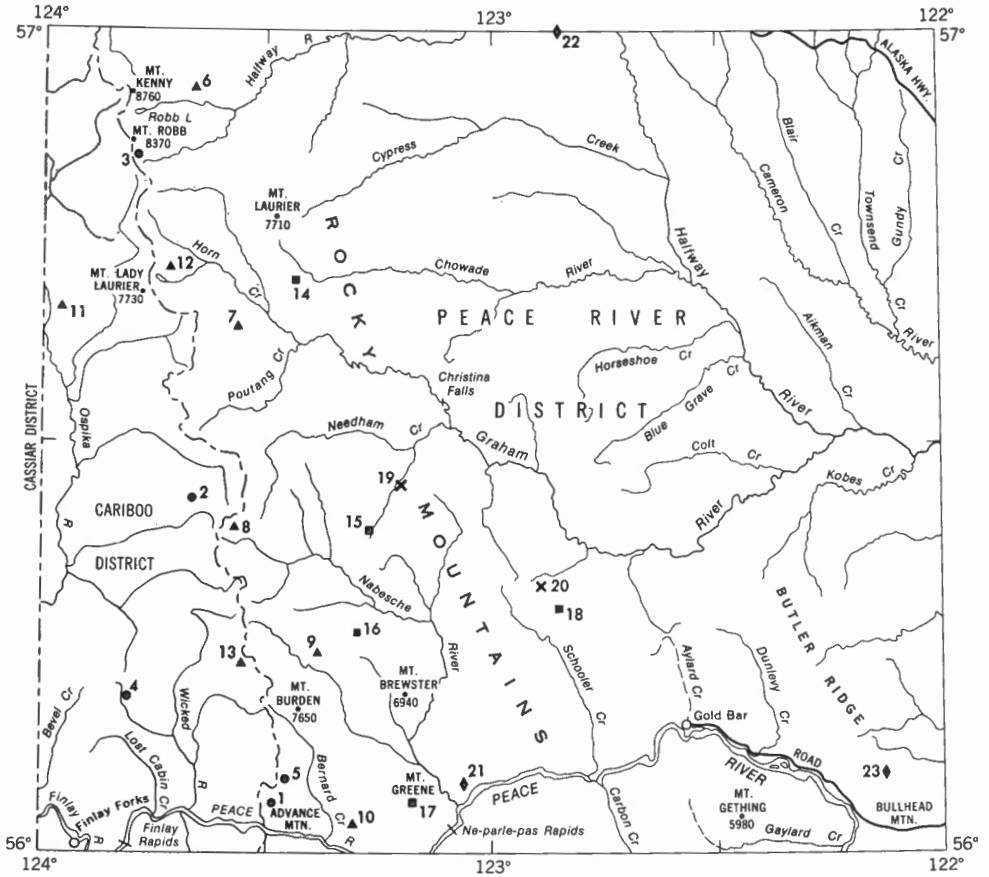 124°
123°
122°
57°
57°
22
ALASKA HWY.
MT.
KENNY
8760
6
Halfway
R
Robb L
MT. ROBB
8370
3
Cypress
Creek
Blair
Cr
Cameron
Townsend
Gundy
Cr
Cr
River
MT.
LAURIER
7710
ROCKY
Halfway
Horn
Cr
12
MT. LADY
LAURIER
7730
11
14
Chowade
River
7
PEACE RIVER
Aikman
Cr
Horseshoe
Cr
Pourang
Cr
Christina
Falls
DISTRICT
Blue
Grave
Cr
River
CASSIAR DISTRICT
Ospika
R
Needham
Cr
Graham
River
Colt
Cr
Kobes
Cr
19
2
CARIBOO
DISTRICT
8
15
MOUNTAINS
20
18
Nabesche
River
16
BUTLER
RIDGE
13
9
MT.
BREWSTER
6940
Schooler
Cr
Aylard Cr
Dunlevy
Cr
4
Bevel Cr
Wicked
R
MT.
BURDEN
7650
Gold Bar
Lost Cabin Cr
5
Bernard
Cr
MT.
GREENE
17
21
PEACE
RIVER
ROAD
23
Finlay
R
Finlay Forks
Finlay
Rapids
PEACE
R
1
ADVANCE
MTN.
10
Ne-parle-pas Rapids
Carbon Cr
MT.
GETHING
5980
Gaylard
Cr
BULLHEAD
MTN.
56°
56°
124°
123°
122°